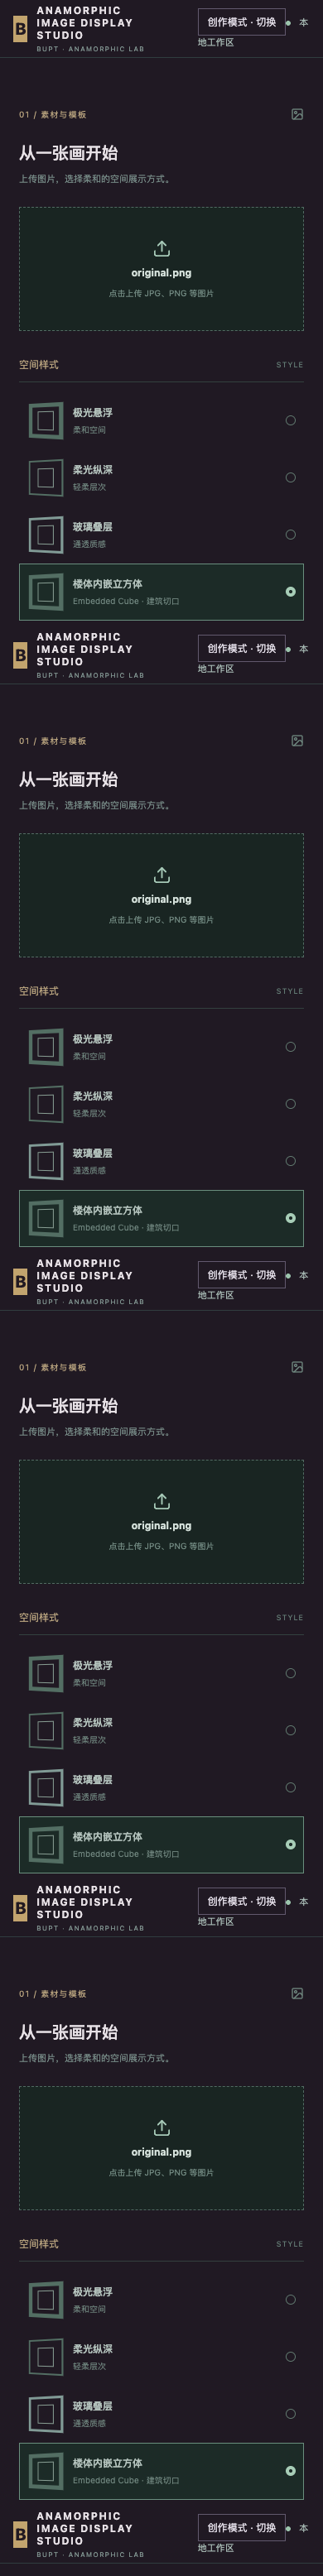 B
ANAMORPHIC
IMAGE DISPLAY
STUDIO
BUPT · ANAMORPHIC LAB
创作模式 · 切换
本
地工作区
01 / 素材与模板
从一张画开始
上传图片，选择柔和的空间展示方式。
original.png
点击上传 JPG、PNG 等图片
空间样式
STYLE
极光悬浮
柔和空间
柔光纵深
轻柔层次
玻璃叠层
通透质感
楼体内嵌立方体
Embedded Cube · 建筑切口
B
ANAMORPHIC
IMAGE DISPLAY
STUDIO
BUPT · ANAMORPHIC LAB
创作模式 · 切换
本
地工作区
01 / 素材与模板
从一张画开始
上传图片，选择柔和的空间展示方式。
original.png
点击上传 JPG、PNG 等图片
空间样式
STYLE
极光悬浮
柔和空间
柔光纵深
轻柔层次
玻璃叠层
通透质感
楼体内嵌立方体
Embedded Cube · 建筑切口
B
ANAMORPHIC
IMAGE DISPLAY
STUDIO
BUPT · ANAMORPHIC LAB
创作模式 · 切换
本
地工作区
01 / 素材与模板
从一张画开始
上传图片，选择柔和的空间展示方式。
original.png
点击上传 JPG、PNG 等图片
空间样式
STYLE
极光悬浮
柔和空间
柔光纵深
轻柔层次
玻璃叠层
通透质感
楼体内嵌立方体
Embedded Cube · 建筑切口
B
ANAMORPHIC
IMAGE DISPLAY
STUDIO
BUPT · ANAMORPHIC LAB
创作模式 · 切换
本
地工作区
01 / 素材与模板
从一张画开始
上传图片，选择柔和的空间展示方式。
original.png
点击上传 JPG、PNG 等图片
空间样式
STYLE
极光悬浮
柔和空间
柔光纵深
轻柔层次
玻璃叠层
通透质感
楼体内嵌立方体
Embedded Cube · 建筑切口
B
ANAMORPHIC
IMAGE DISPLAY
STUDIO
BUPT · ANAMORPHIC LAB
创作模式 · 切换
本
地工作区